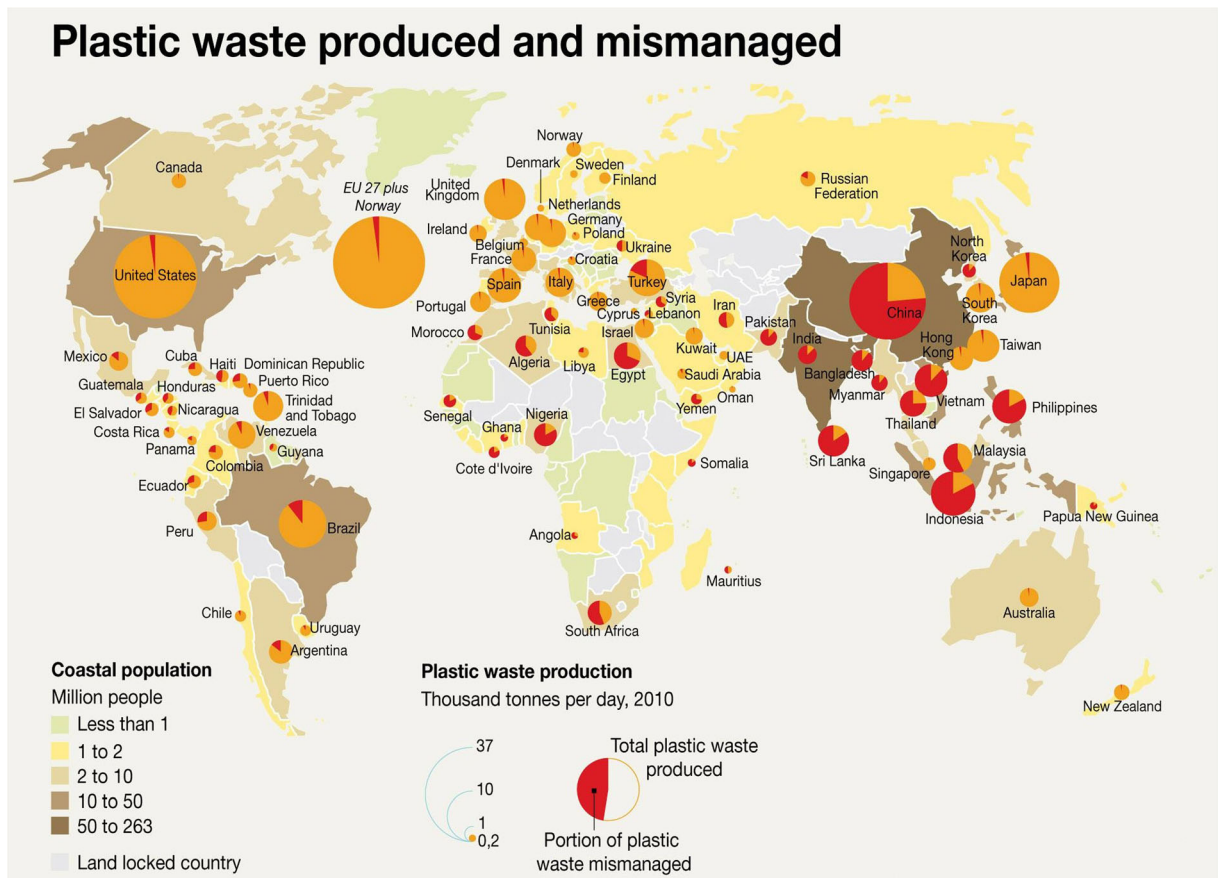 Plastic waste produced and mismanaged
Norway
Canada
Denmark
Sweden
Finland
Russian
Federation
EU 27 plus
Norway
United
Kingdom
Netherlands
Germany
Poland
Ireland
Belgium
France
Croatia
Ukraine
North
Korea
United States
Spain
Italy
Turkey
Japan
Portugal
Greece
Cyprus
Syria
Lebanon
Iran
China
South
Korea
Morocco
Tunisia
Israel
Pakistan
India
Hong
Kong
Taiwan
Mexico
Cuba
Haiti
Dominican Republic
Puerto Rico
Algeria
Libya
Egypt
Kuwait
UAE
Saudi Arabia
Bangladesh
Guatemala
Honduras
Oman
Myanmar
Vietnam
El Salvador
Nicaragua
Trinidad
and Tobago
Senegal
Nigeria
Yemen
Thailand
Philippines
Costa Rica
Venezuela
Ghana
Panama
Guyana
Colombia
Cote d'Ivoire
Somalia
Sri Lanka
Malaysia
Singapore
Ecuador
Indonesia
Papua New Guinea
Peru
Brazil
Angola
Mauritius
Chile
Uruguay
South Africa
Australia
Argentina
New Zealand
Coastal population
Million people
Less than 1
1 to 2
2 to 10
10 to 50
50 to 263
Land locked country
Plastic waste production
Thousand tonnes per day, 2010
37
10
1
0,2
Total plastic waste
produced
Portion of plastic
waste mismanaged